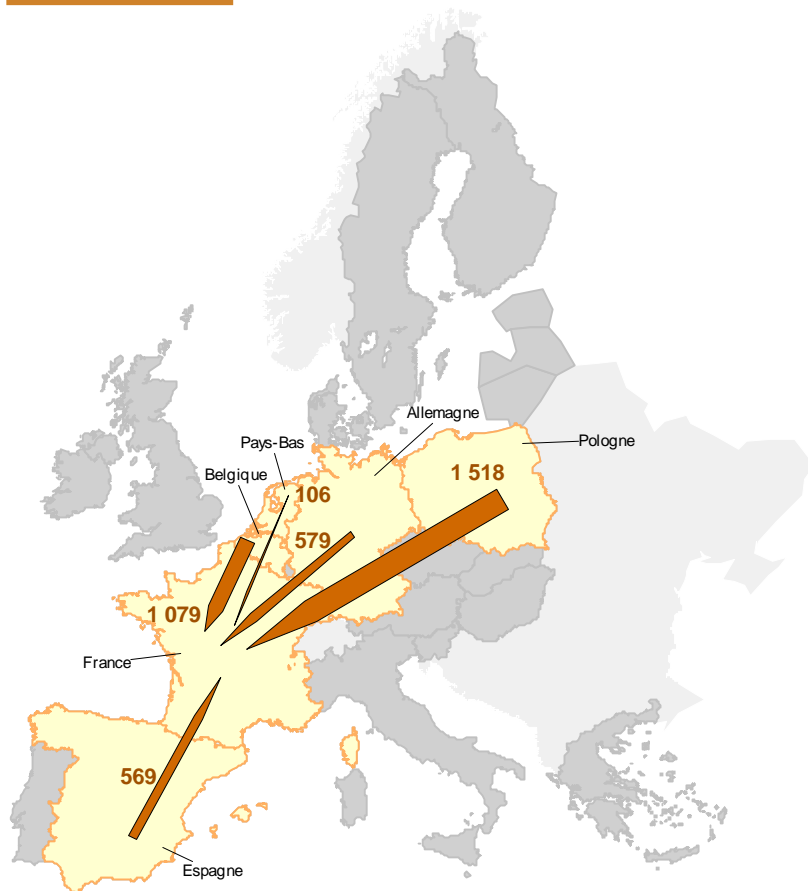 Allemagne
Pologne
Pays-Bas
1 518
Belgique
106
579
1 079
France
569
Espagne